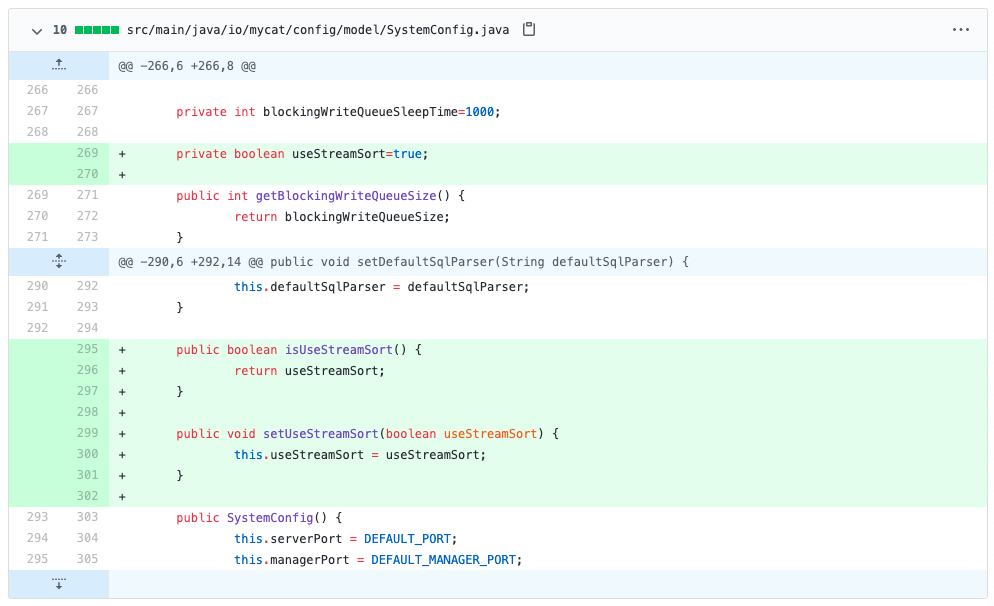 10 src/main/java/io/mycat/config/model/SystemConfig.java
@@ -266,6 +266,8 @@
266 266
267 267 private int blockingWriteQueueSleepTime=1000;
268 268
269 + private boolean useStreamSort=true;
270 +
269 271 public int getBlockingWriteQueueSize() {
270 272 return blockingWriteQueueSize;
271 273 }
@@ -290,6 +292,14 @@ public void setDefaultSqlParser(String defaultSqlParser) {
290 292 this.defaultSqlParser = defaultSqlParser;
291 293 }
292 294
295 + public boolean isUseStreamSort() {
296 + return useStreamSort;
297 + }
298 +
299 + public void setUseStreamSort(boolean useStreamSort) {
300 + this.useStreamSort = useStreamSort;
301 + }
302 +
293 303 public SystemConfig() {
294 304 this.serverPort = DEFAULT_PORT;
295 305 this.managerPort = DEFAULT_MANAGER_PORT;